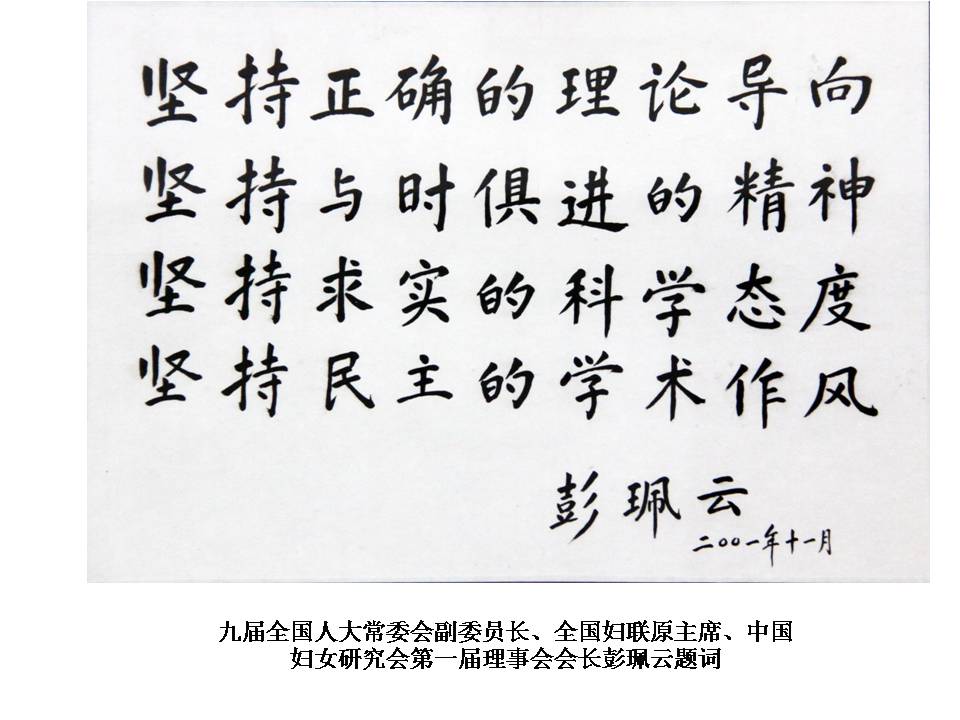 坚持正确的理论导向
坚持与时俱进的精神
坚持求实的科学态度
坚持民主的学术作风
彭珮云
二〇〇一年十一月
九届全国人大常委会副委员长、全国妇联原主席、中国
妇女研究会第一届理事会会长彭珮云题词